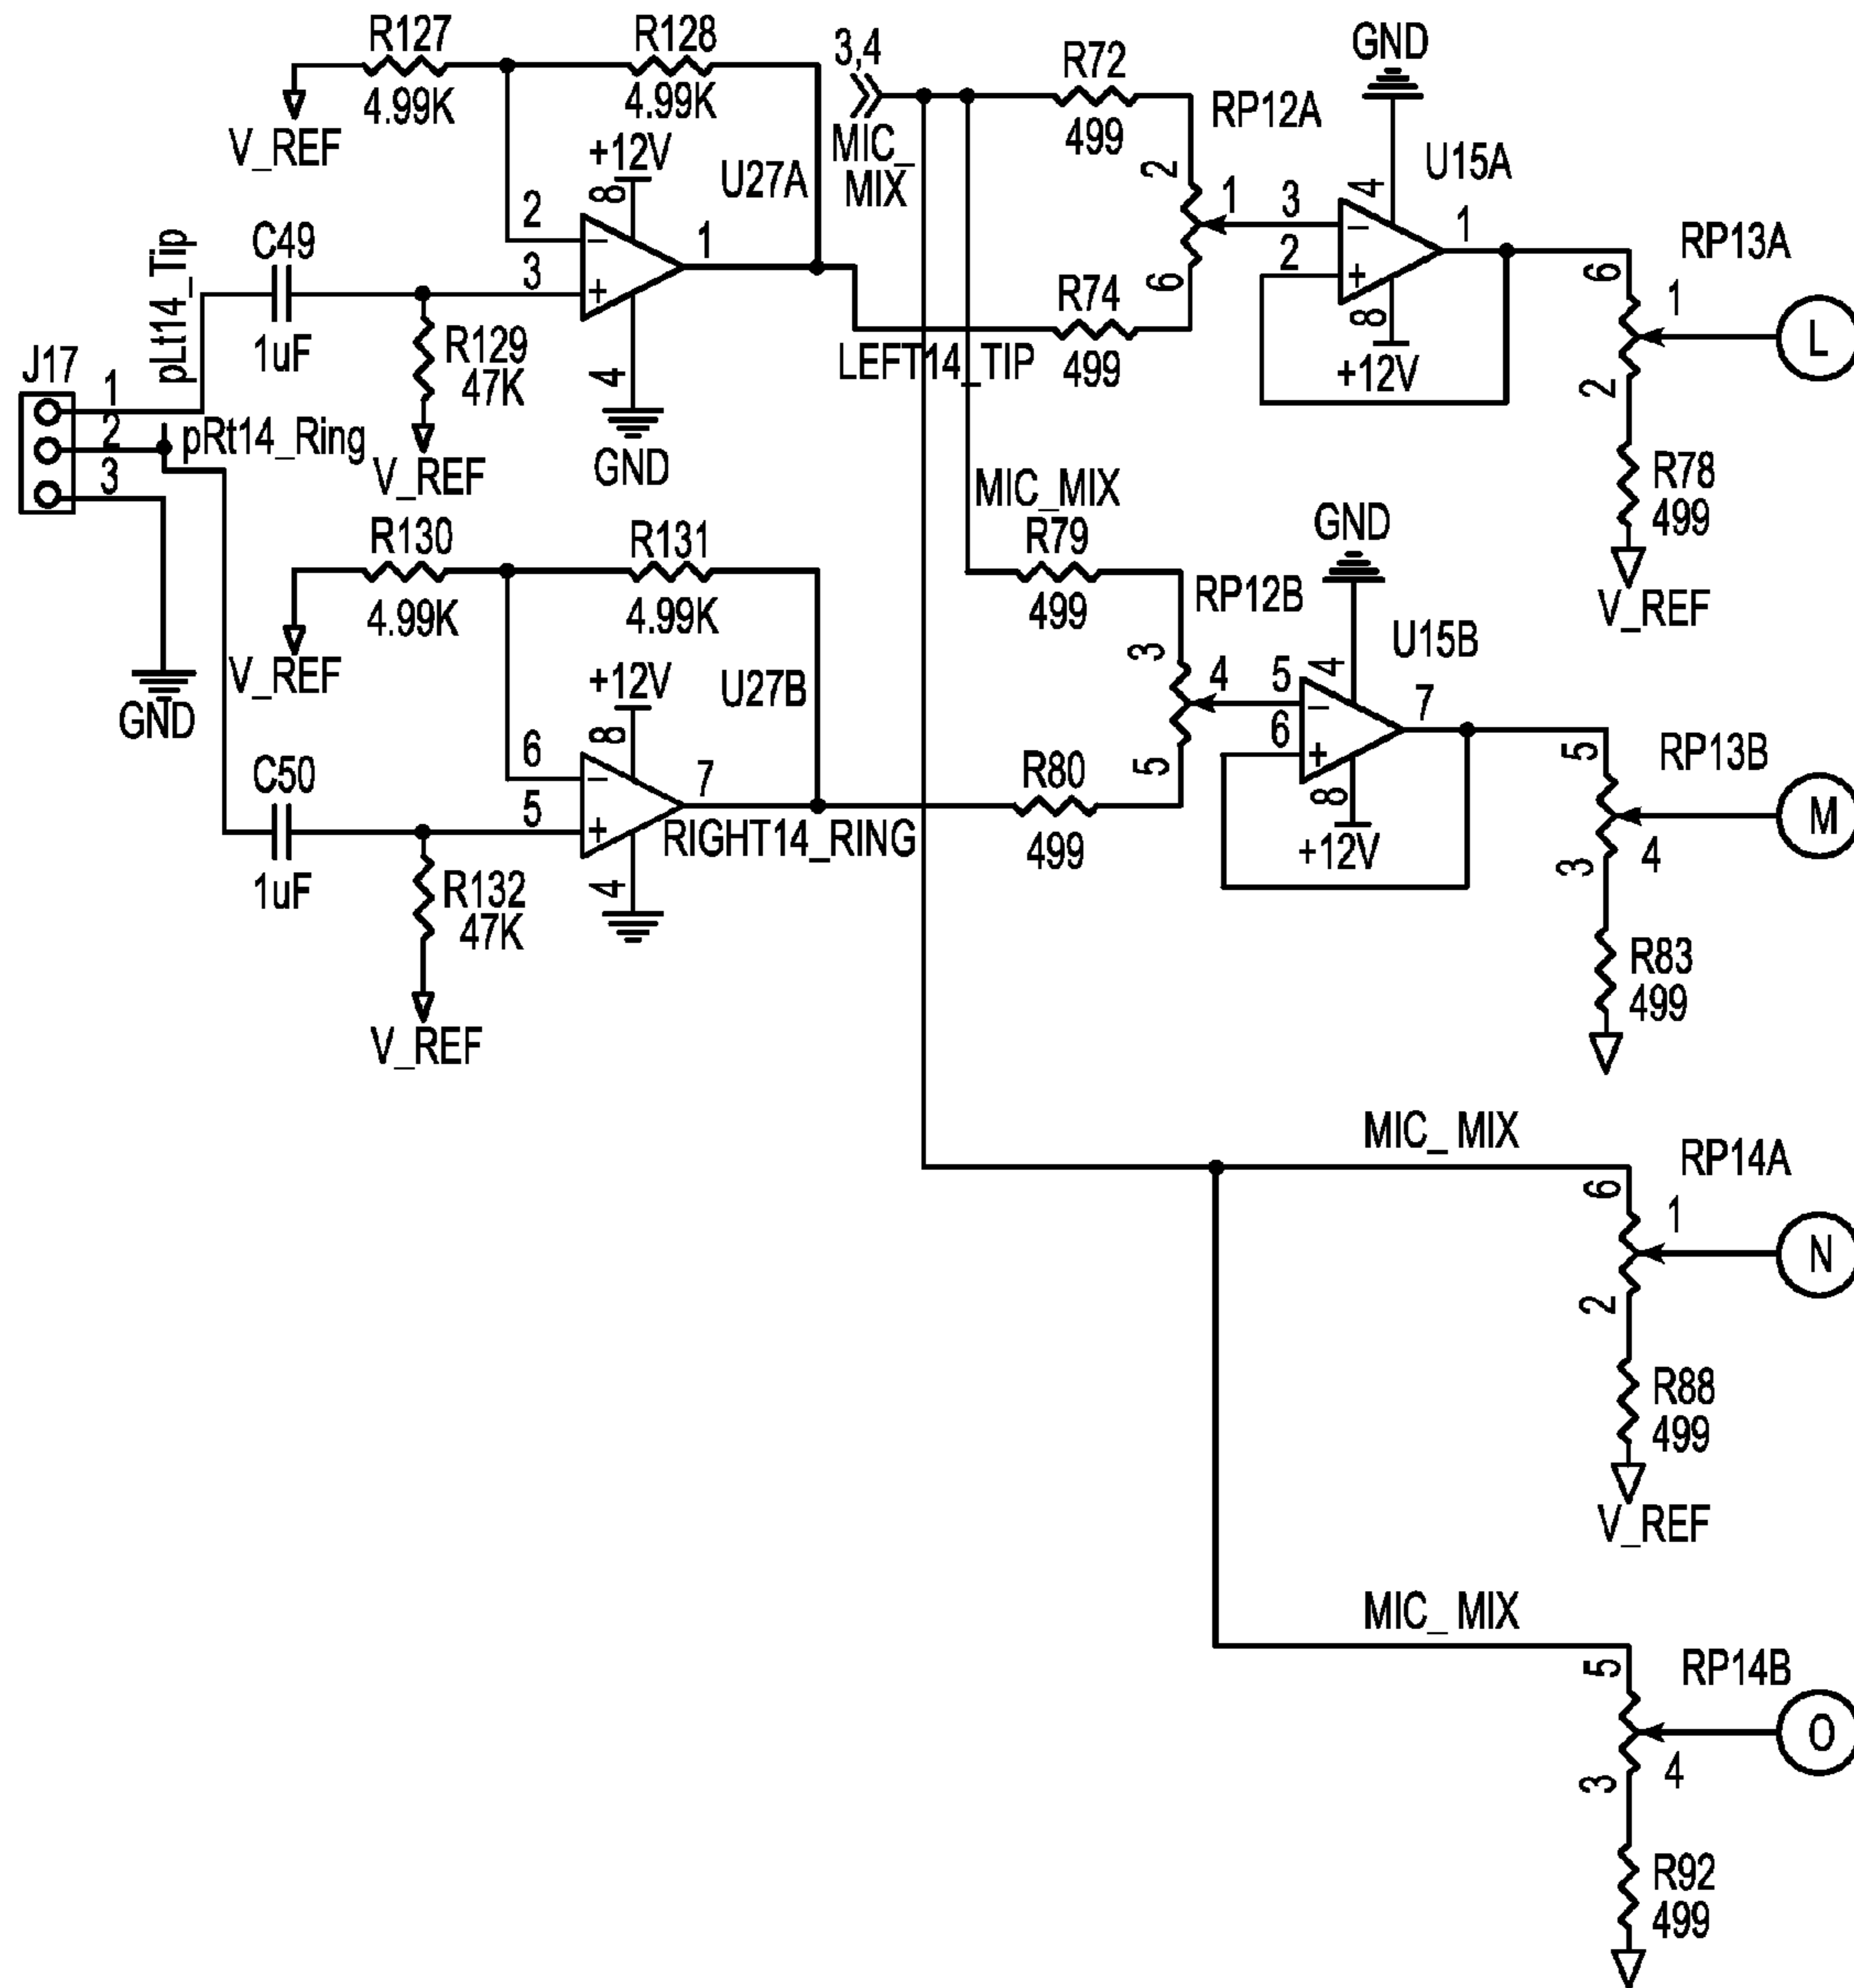 R127
4.99K
V_REF
R128
4.99K
+12V
8
U27A
2
3
1
4
GND
pLt14_Tip
C49
1uF
R129
47K
V_REF
J17
1
2
3
pRt14_Ring
GND
3,4
MIC_
MIX
R72
499
RP12A
2
1
6
R74
499
LEFT14_TIP
GND
4
U15A
3
2
−
+
1
8
+12V
RP13A
6
1
2
L
R78
499
V_REF
R130
4.99K
V_REF
R131
4.99K
+12V
8
U27B
6
5
−
+
7
4
RIGHT14_RING
C50
1uF
R132
47K
V_REF
MIC_MIX
R79
499
RP12B
3
4
5
R80
499
GND
4
U15B
5
6
−
+
7
8
+12V
RP13B
5
4
3
M
R83
499
MIC_ MIX
RP14A
6
1
2
N
R88
499
V_REF
MIC_ MIX
RP14B
5
4
3
O
R92
499